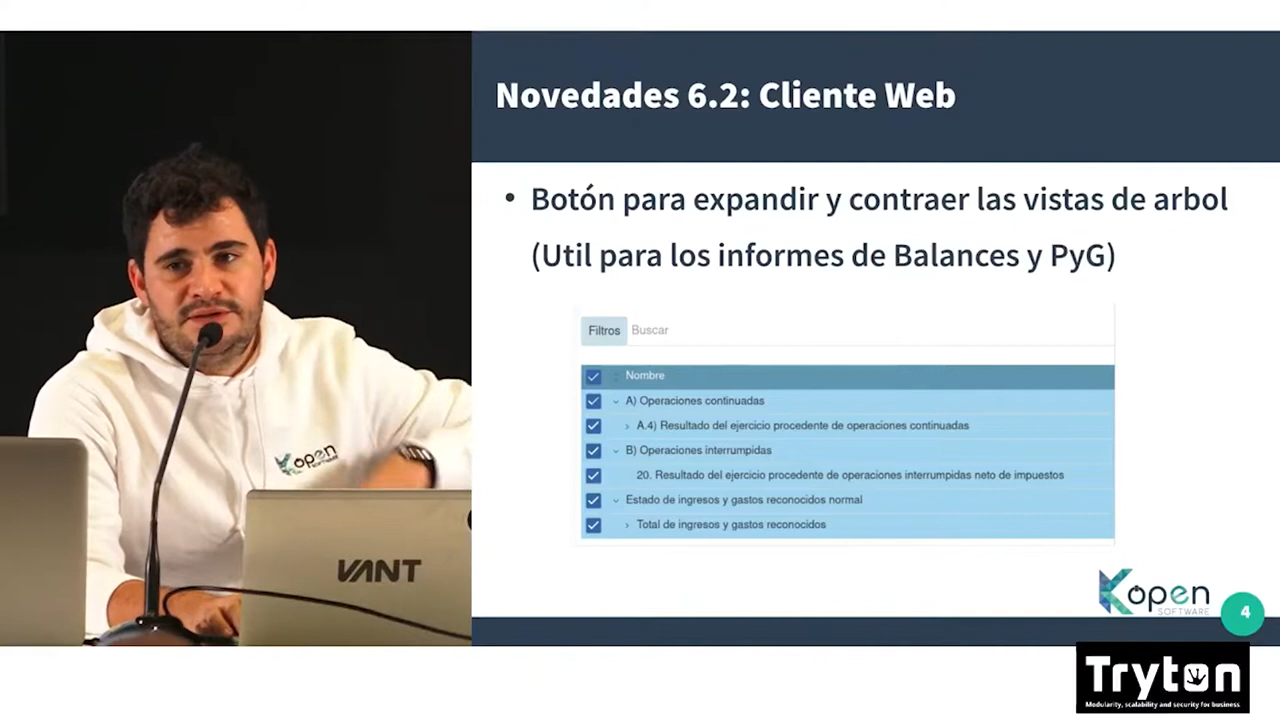 Novedades 6.2: Cliente Web
• Botón para expandir y contraer las vistas de arbol
(Util para los informes de Balances y PyG)
Filtros Buscar
Nombre
A) Operaciones continuadas
A.4) Resultado del ejercicio procedente de operaciones continuadas
B) Operaciones interrumpidas
20. Resultado del ejercicio procedente de operaciones interrumpidas neto de impuestos
Estado de ingresos y gastos reconocidos normal
Total de ingresos y gastos reconocidos
Kopen
SOFTWARE
4
Kopen
SOFTWARE
VANT
Tryton
Modularity, scalability and security for business